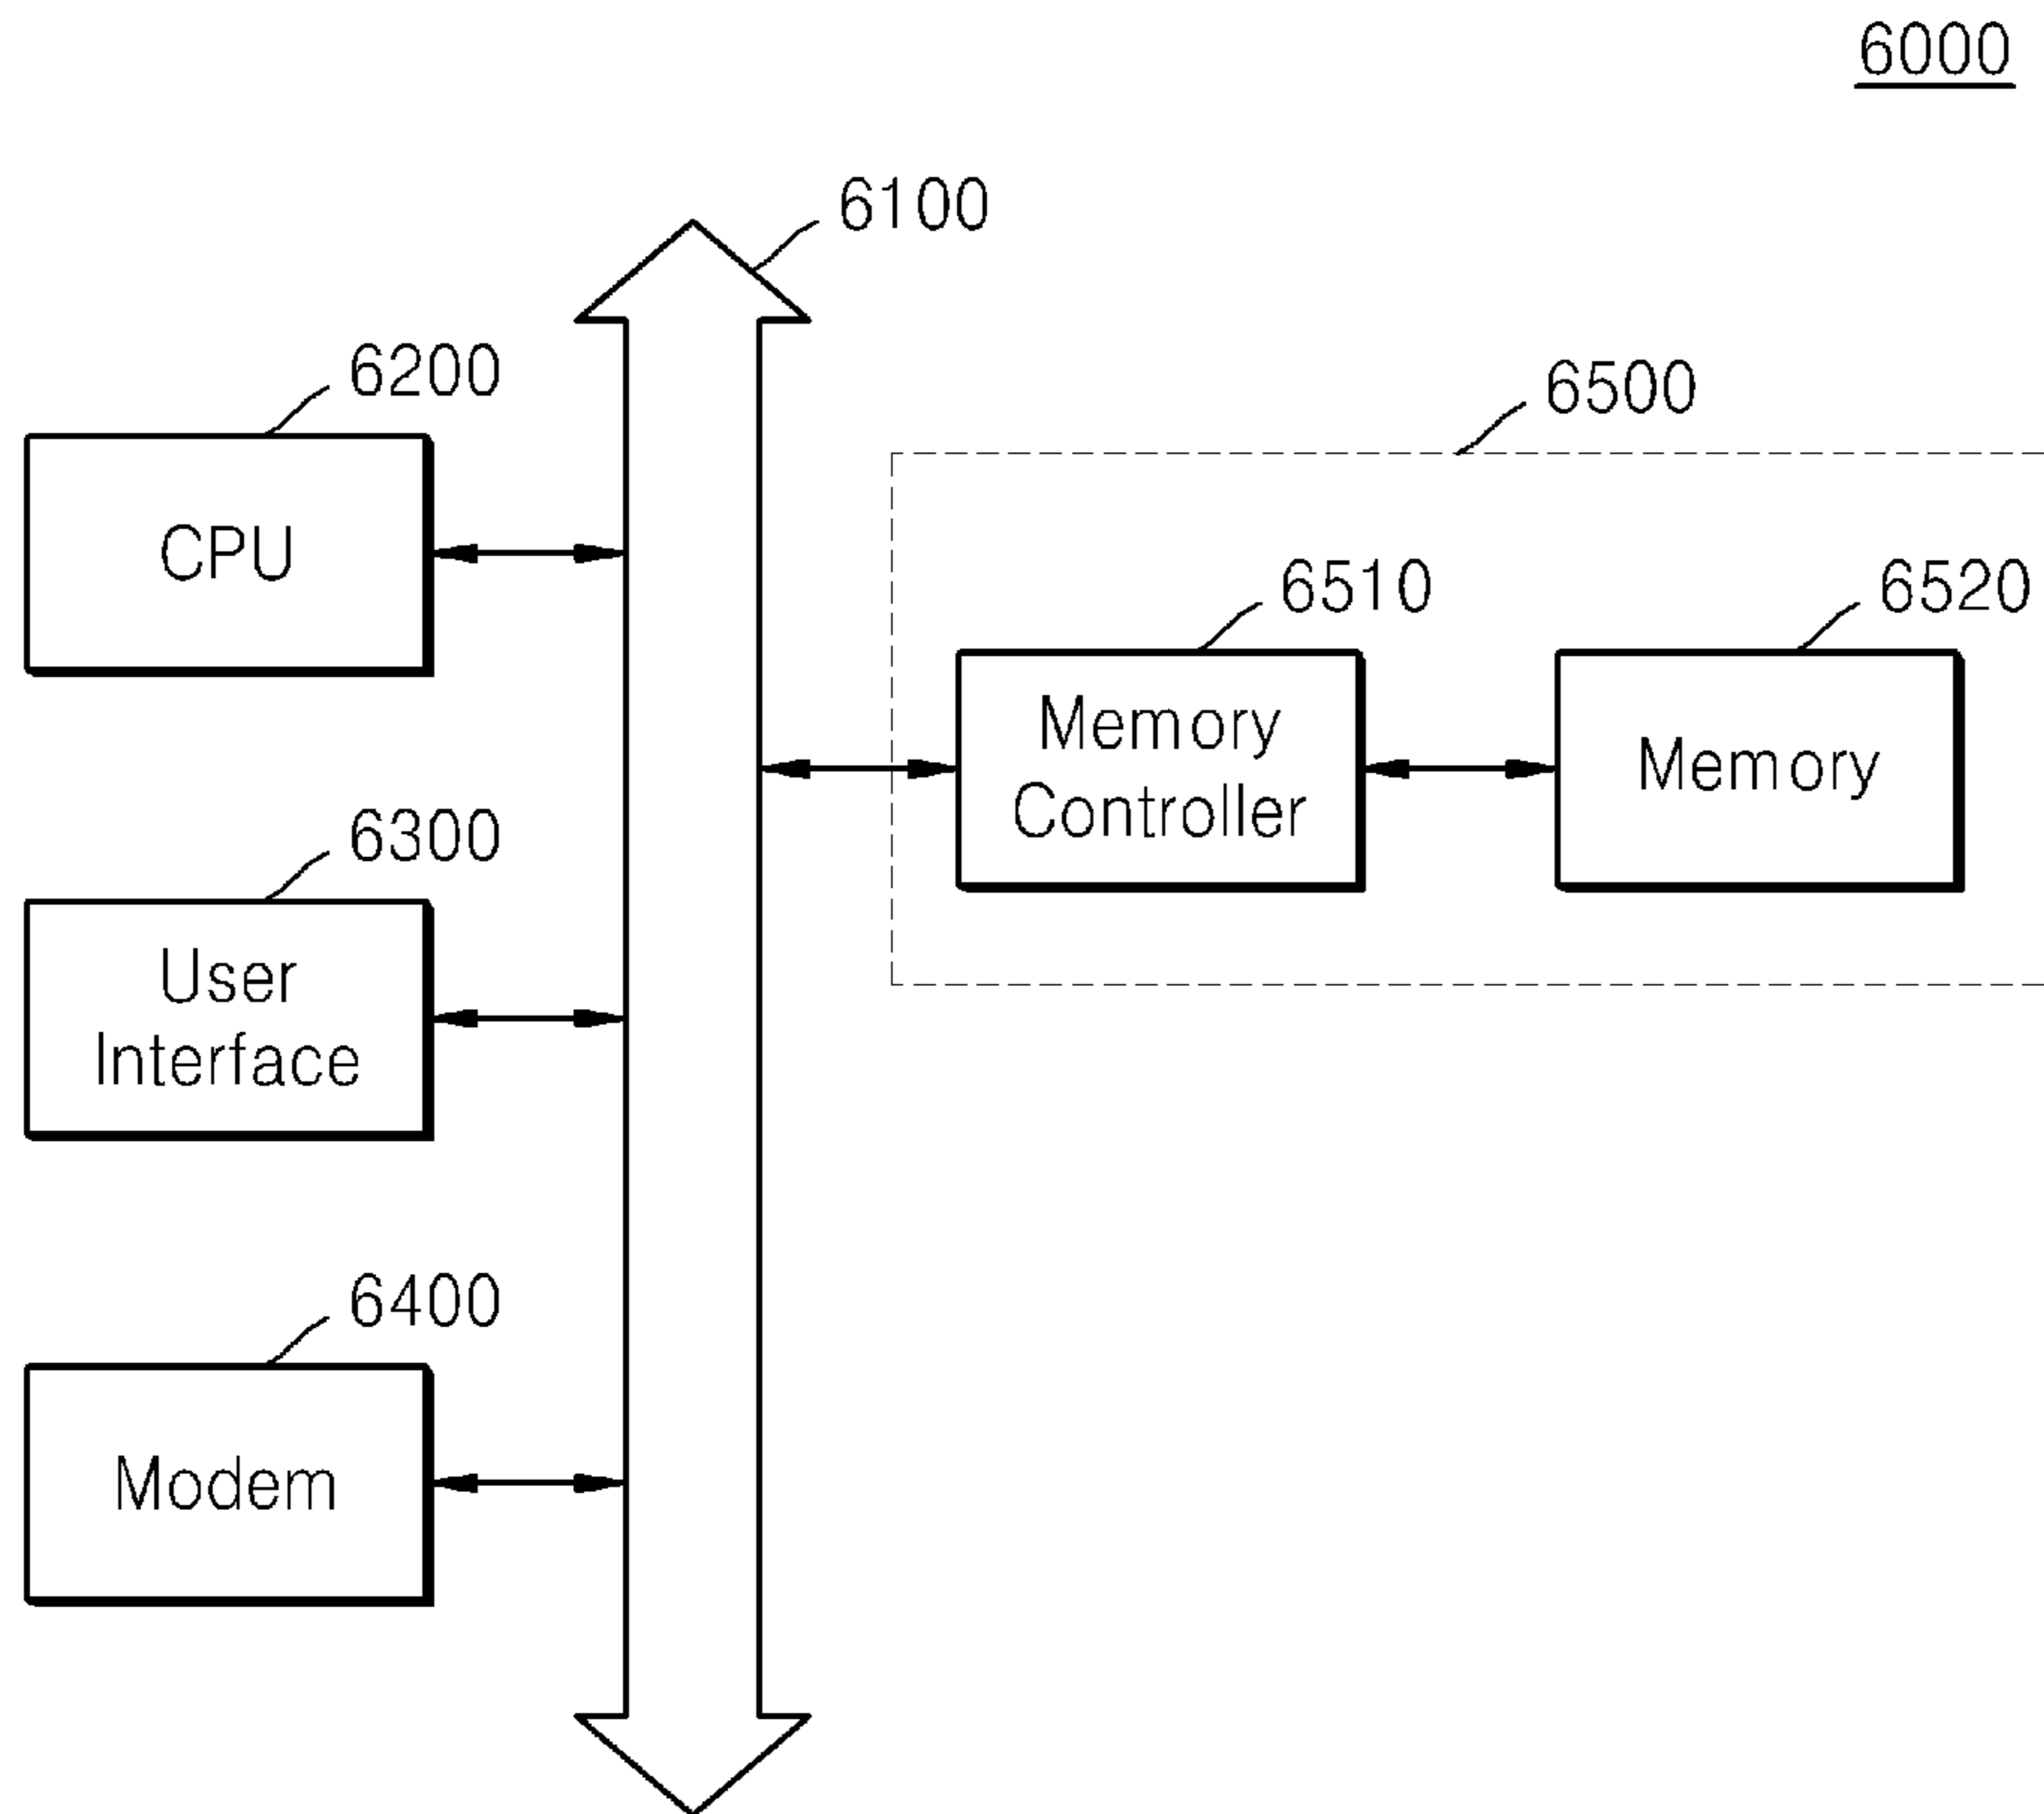 6000
6100
6200
CPU
6500
6510
Memory
Controller
6520
Memory
6300
User
Interface
6400
Modem